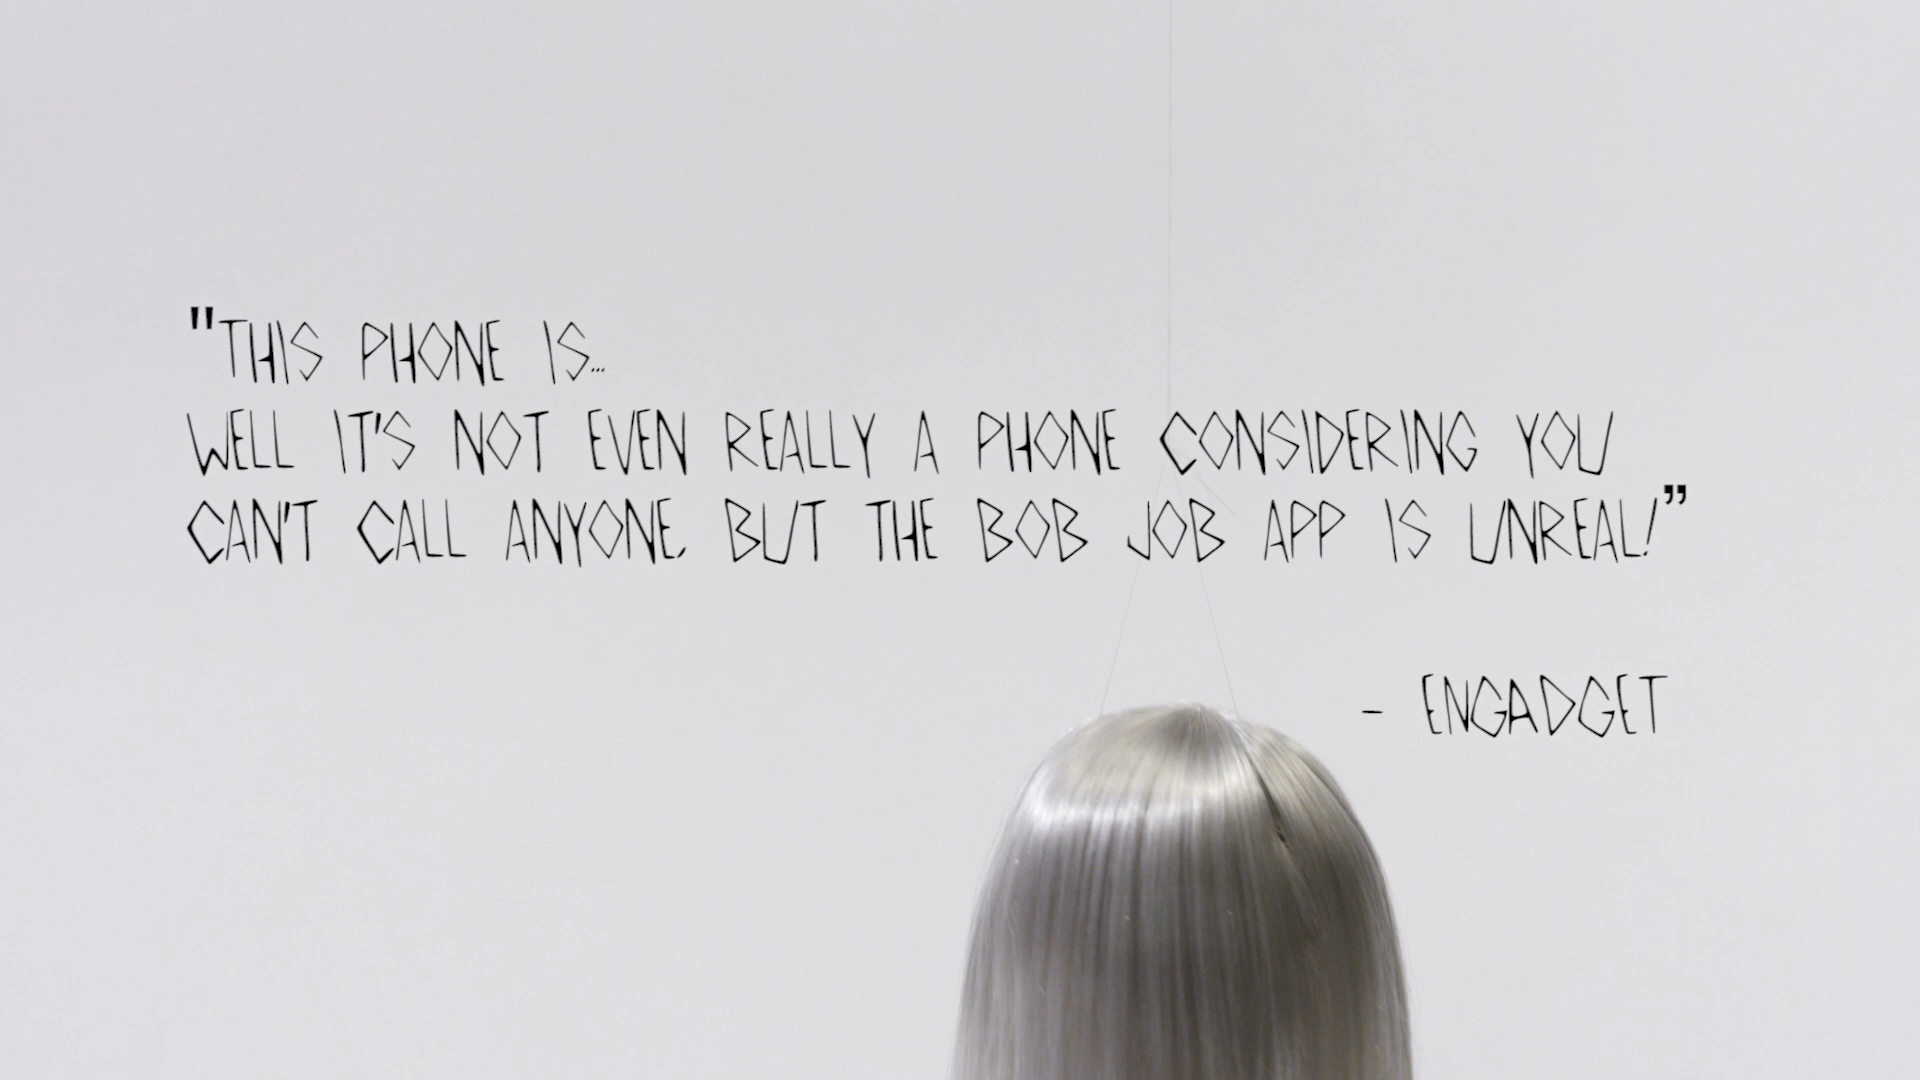 "THIS PHONE IS...
WELL IT'S NOT EVEN REALLY A PHONE CONSIDERING YOU
CAN'T CALL ANYONE, BUT THE BOB JOB APP IS UNREAL!”
- ENGADGET